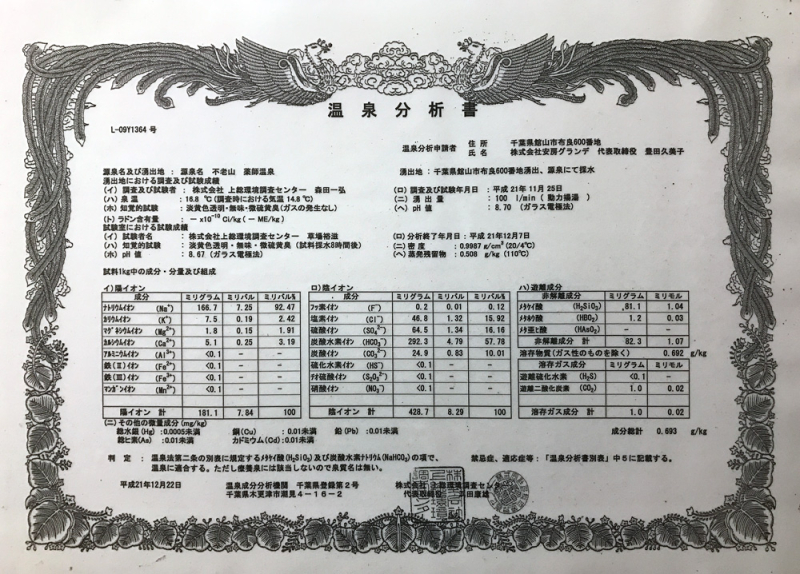 温泉分析書
L-09Y1364 号
温泉分析申請者 住所 千葉県館山市布良600番地
氏名 株式会社安房グランデ 代表取締役 豊田久美子
源泉名及び湧出地 : 源泉名 不老山 薬師温泉 湧出地 : 千葉県館山市布良600番地湧出、源泉にて採水
湧出地における調査及び試験成績
(イ) 調査及び試験者 : 株式会社 上総環境調査センター 森田一弘 (ロ) 調査及び試験年月日 : 平成 21年 11月 25日
(ハ) 泉温 : 16.8 ℃ (調査時における気温 14.8 ℃) (ニ) 湧出量 : 100 l/min ( 動力揚湯 )
(ホ) 知覚的試験 : 淡黄色透明・無味・微硫黄臭(ガスの発生なし) (ヘ) pH値 : 8.70 (ガラス電極法)
(ト) ラドン含有量 : -x10⁻¹⁰ Ci/kg ( - ME/kg )
試験室における試験成績
(イ) 試験者 : 株式会社 上総環境調査センター 草場裕滋 (ロ) 分析終了年月日 : 平成 21年12月7日
(ハ) 知覚的試験 : 淡黄色透明・無味・微硫黄臭 (試料採水8時間後) (ニ) 密度 : 0.9987 g/cm³ (20/4℃)
(ホ) pH値 : 8.67 (ガラス電極法) (ヘ) 蒸発残留物 : 0.508 g/kg (110℃)
試料1kg中の成分・分量及び組成
イ)陽イオン
成分 ミリグラム ミリバル ミリバル%
ナトリウムイオン (Na⁺) 166.7 7.25 92.47
カリウムイオン (K⁺) 7.5 0.19 2.42
マグネシウムイオン (Mg²⁺) 1.8 0.15 1.91
カルシウムイオン (Ca²⁺) 5.1 0.25 3.19
アルミニウムイオン (Al³⁺) <0.1 - -
鉄(Ⅱ)イオン (Fe²⁺) <0.1 - -
鉄(Ⅲ)イオン (Fe³⁺) <0.1 - -
マンガンイオン (Mn²⁺) <0.1 - -
陽イオン 計 181.1 7.84 100
ロ)陰イオン
成分 ミリグラム ミリバル ミリバル%
フッ素イオン (F⁻) 0.2 0.01 0.12
塩素イオン (Cl⁻) 46.8 1.32 15.92
硫酸イオン (SO₄²⁻) 64.5 1.34 16.16
炭酸水素イオン (HCO₃⁻) 292.3 4.79 57.78
炭酸イオン (CO₃²⁻) 24.9 0.83 10.01
硫化水素イオン (HS⁻) <0.1 - -
チオ硫酸イオン (S₂O₃²⁻) <0.1 - -
硝酸イオン (NO₃⁻) <0.1 - -
陰イオン 計 428.7 8.29 100
ハ)遊離成分
非解離成分 ミリグラム ミリモル
メタケイ酸 (H₂SiO₃) 81.1 1.04
メタホウ酸 (HBO₂) 1.2 0.03
メタ亜ヒ酸 (HAsO₂) - -
非解離成分 計 82.3 1.07
溶存物質(ガス性のものを除く) 0.692 g/kg
溶存ガス成分 ミリグラム ミリモル
遊離硫化水素 (H₂S) <0.1 -
遊離二酸化炭素 (CO₂) 1.0 0.02
溶存ガス成分 計 1.0 0.02
成分総計 0.693 g/kg
(ニ) その他の微量成分 (mg/kg)
総水銀(Hg) :0.0005未満 銅(Cu) :0.01未満 鉛(Pb) :0.01未満
総ヒ素(As) :0.01未満 カドミウム(Cd):0.01未満
判定 : 温泉法第二条の別表に規定するメタケイ酸(H₂SiO₃)及び炭酸水素ナトリウム(NaHCO₃)の項で、
温泉に適合する。ただし療養泉には該当しないので泉質名は無い。
禁忌症、適応症等:「温泉分析書別表」中5に記載する。
平成21年12月22日 温泉成分分析機関 千葉県登録第2号 株式会社 上総環境調査センター
千葉県木更津市潮見4-16-2 代表取締役 浜田康雄